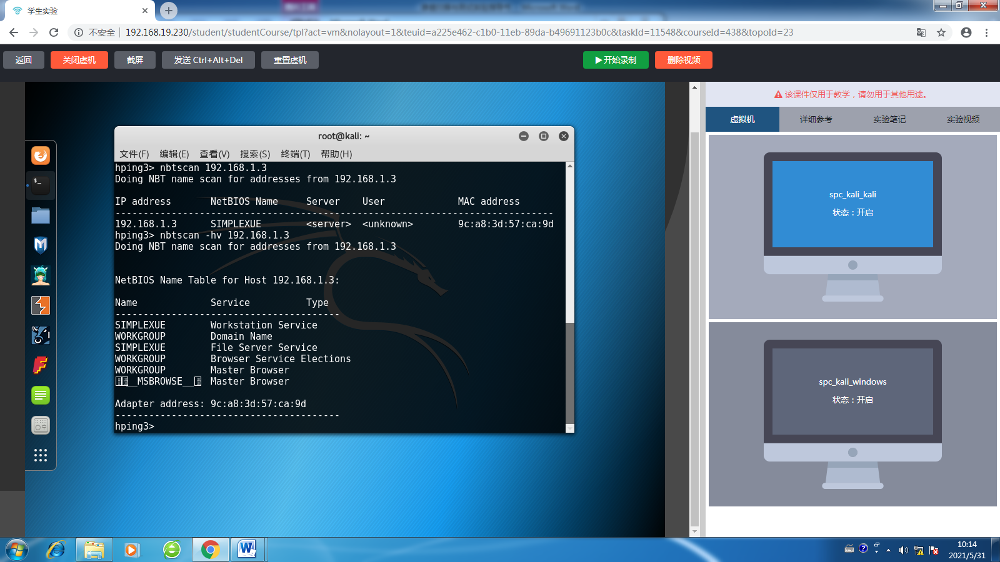 学生实验
不安全
192.168.19.230/student/studentCourse/tpl?act=vm&nolayout=1&teuid=a225e462-c1b0-11eb-89da-b49691123b0c&taskId=11548&courseId=438&topoId=23
返回
关闭虚机
截屏
发送 Ctrl+Alt+Del
重置虚机
开始录制
删除视频
该课件仅用于教学，请勿用于其他用途。
虚拟机
详细参考
实验笔记
实验视频
spc_kali_kali
状态：开启
spc_kali_windows
状态：开启
root@kali: ~
文件(F) 编辑(E) 查看(V) 搜索(S) 终端(T) 帮助(H)
hping3> nbtscan 192.168.1.3
Doing NBT name scan for addresses from 192.168.1.3
IP address NetBIOS Name Server User MAC address
------------------------------------------------------------------------------
192.168.1.3 SIMPLEXUE <server> <unknown> 9c:a8:3d:57:ca:9d
hping3> nbtscan -hv 192.168.1.3
Doing NBT name scan for addresses from 192.168.1.3
NetBIOS Name Table for Host 192.168.1.3:
Name Service Type
----------------------------------------
SIMPLEXUE Workstation Service
WORKGROUP Domain Name
SIMPLEXUE File Server Service
WORKGROUP Browser Service Elections
WORKGROUP Master Browser
__MSBROWSE__ Master Browser
Adapter address: 9c:a8:3d:57:ca:9d
----------------------------------------
hping3>
10:14
2021/5/31